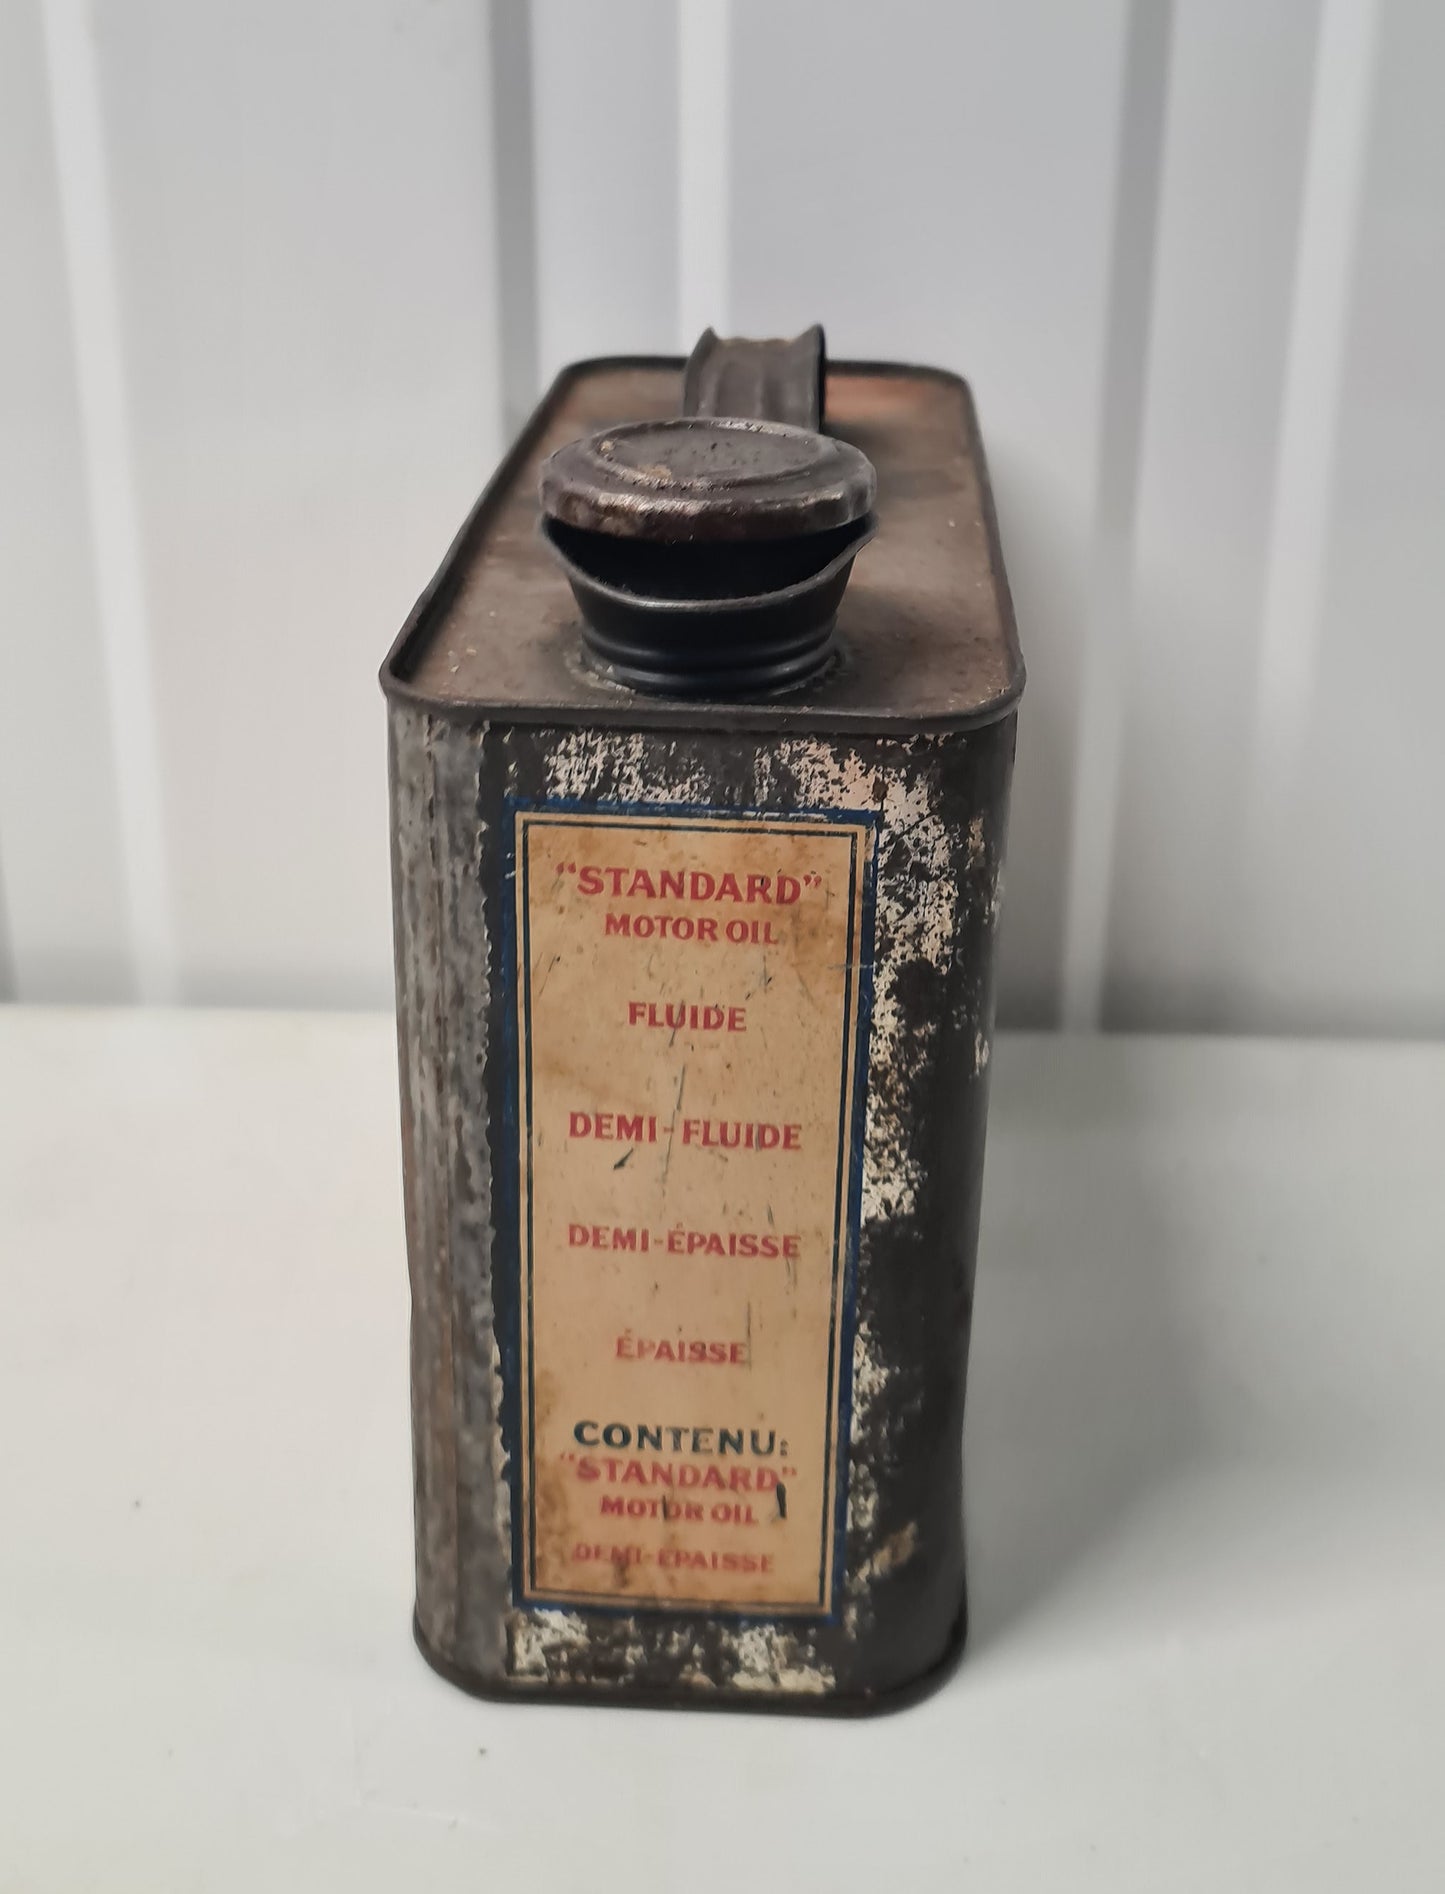 “STANDARD”
MOTOR OIL
FLUIDE
DEMI-FLUIDE
DEMI-ÉPAISSE
ÉPAISSE
CONTENU:
“STANDARD”
MOTOR OIL
DEMI-ÉPAISSE